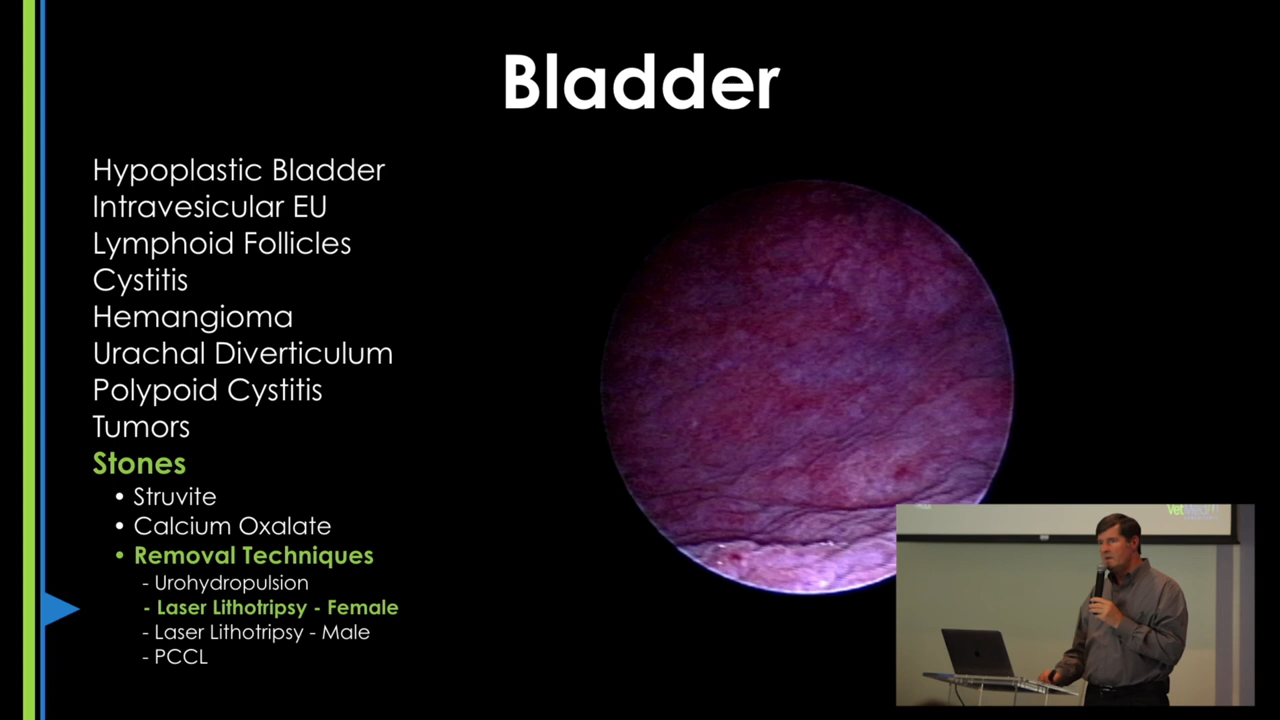 Bladder
Hypoplastic Bladder
Intravesicular EU
Lymphoid Follicles
Cystitis
Hemangioma
Urachal Diverticulum
Polypoid Cystitis
Tumors
Stones
• Struvite
• Calcium Oxalate
• Removal Techniques
- Urohydropulsion
- Laser Lithotripsy - Female
- Laser Lithotripsy - Male
- PCCL